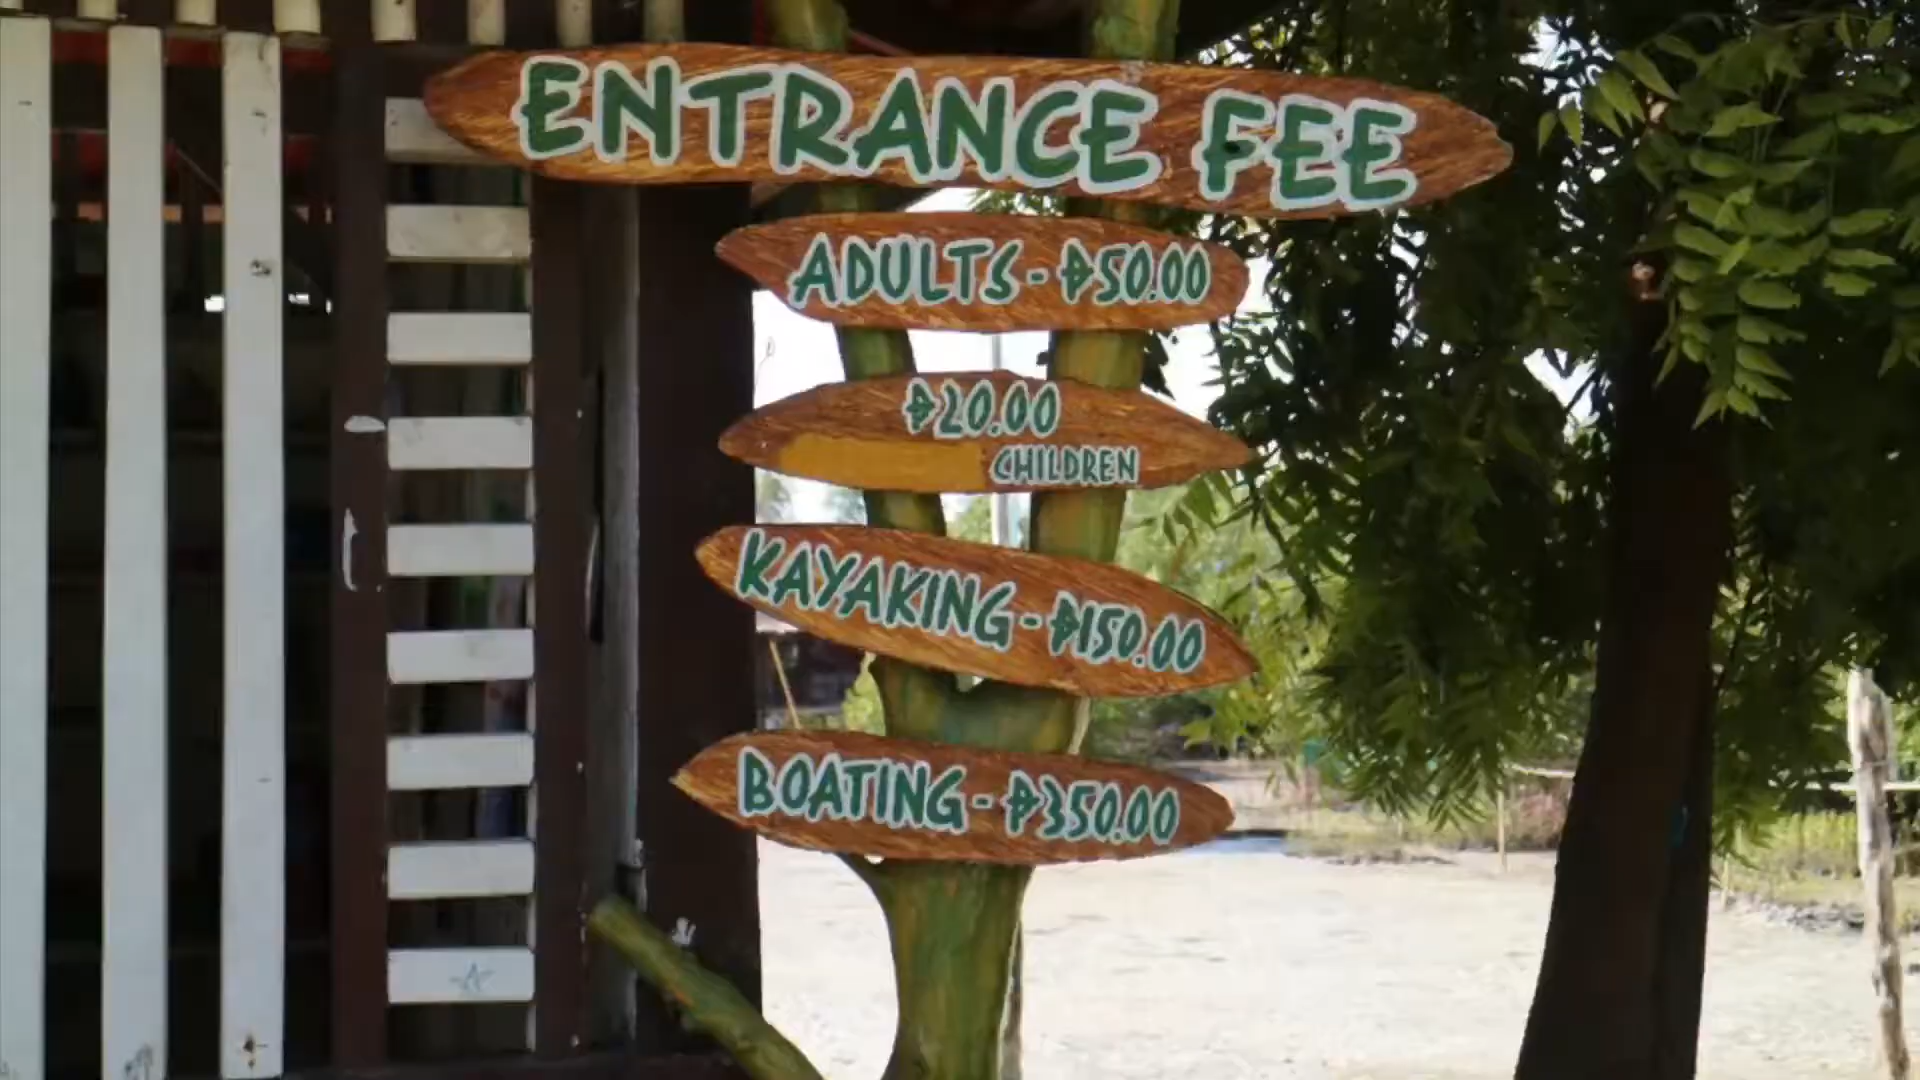 ENTRANCE FEE
ADULTS - ₱50.00
₱20.00
CHILDREN
KAYAKING - ₱150.00
BOATING - ₱350.00